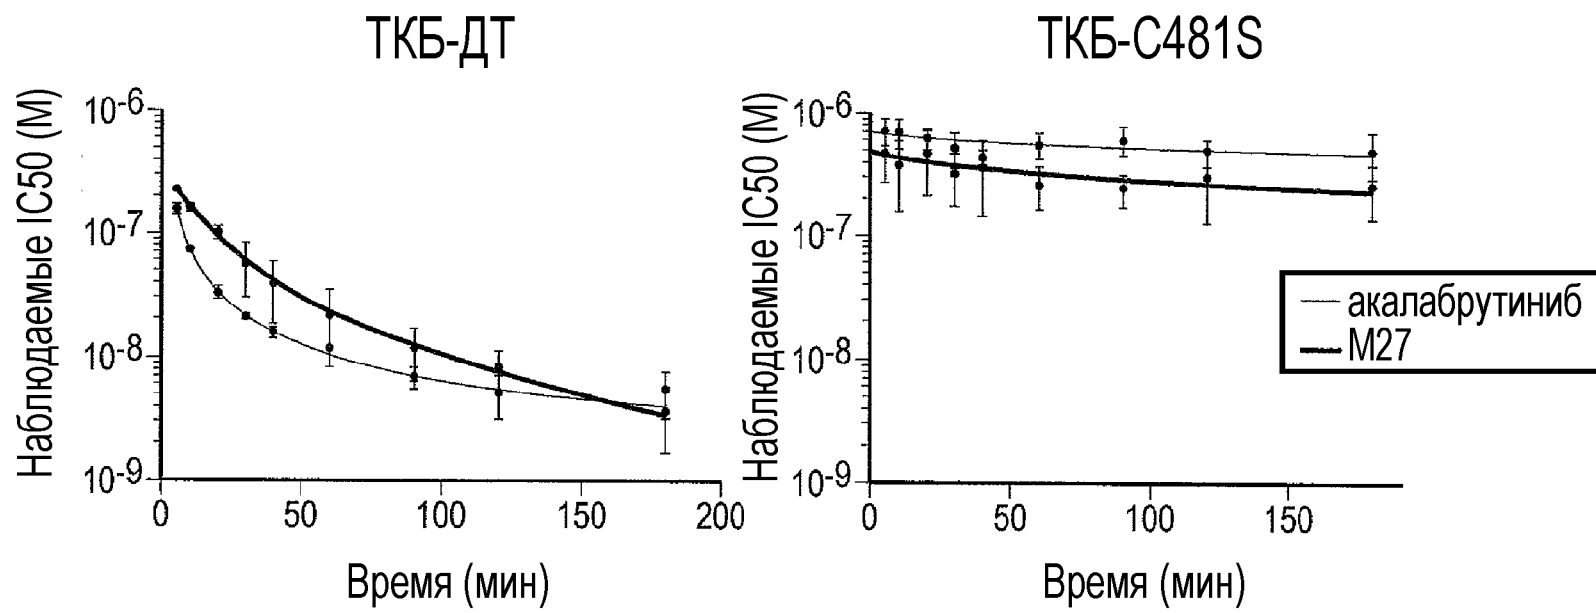 ТКБ-ДТ
Наблюдаемые IC50 (М)
10-6
10-7
10-8
10-9
0 50 100 150 200
Время (мин)
ТКБ-C481S
Наблюдаемые IC50 (М)
10-6
10-7
10-8
10-9
0 50 100 150
Время (мин)
акалабрутиниб
М27